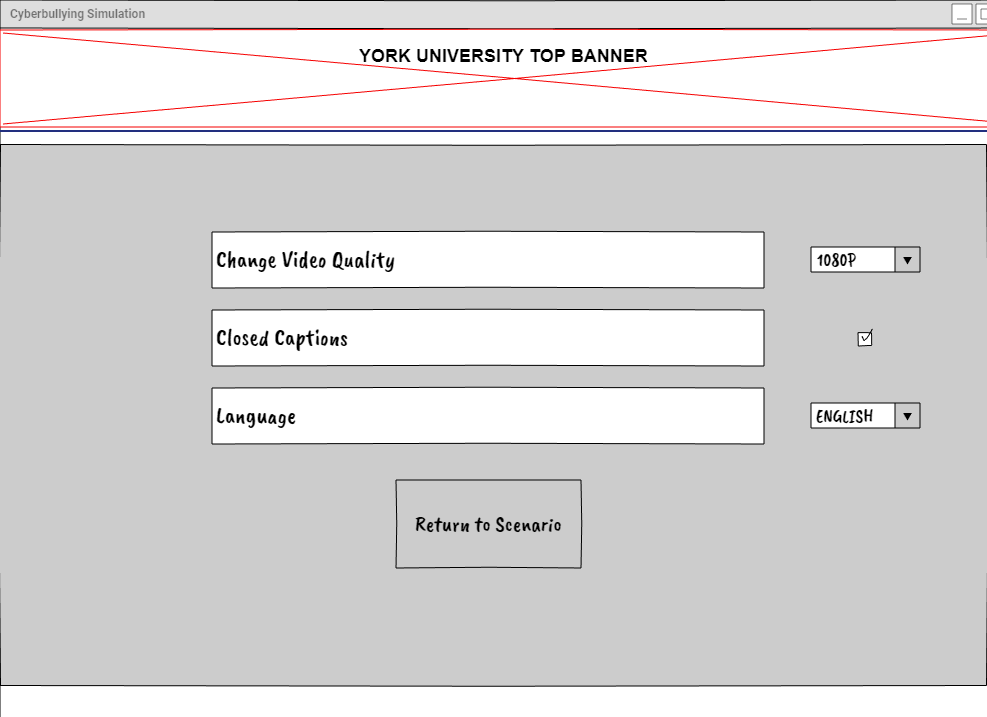 Cyberbullying Simulation
YORK UNIVERSITY TOP BANNER
Change Video Quality
1080P
Closed Captions
Language
ENGLISH
Return to Scenario